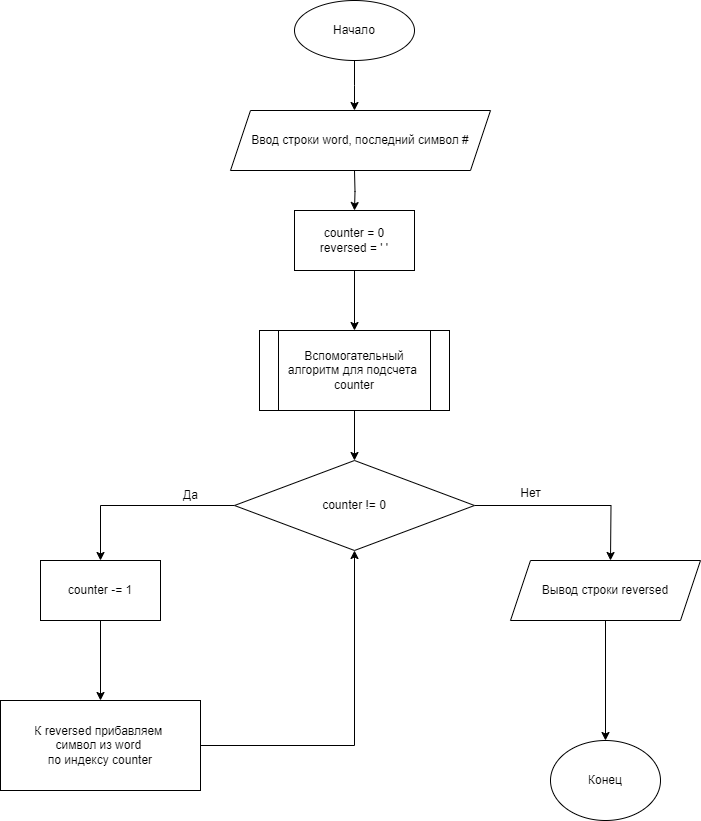 Начало
Ввод строки word, последний символ #
counter = 0
reversed = ' '
Вспомогательный
алгоритм для подсчета
counter
counter != 0
Да
Нет
counter -= 1
Вывод строки reversed
К reversed прибавляем
символ из word
по индексу counter
Конец